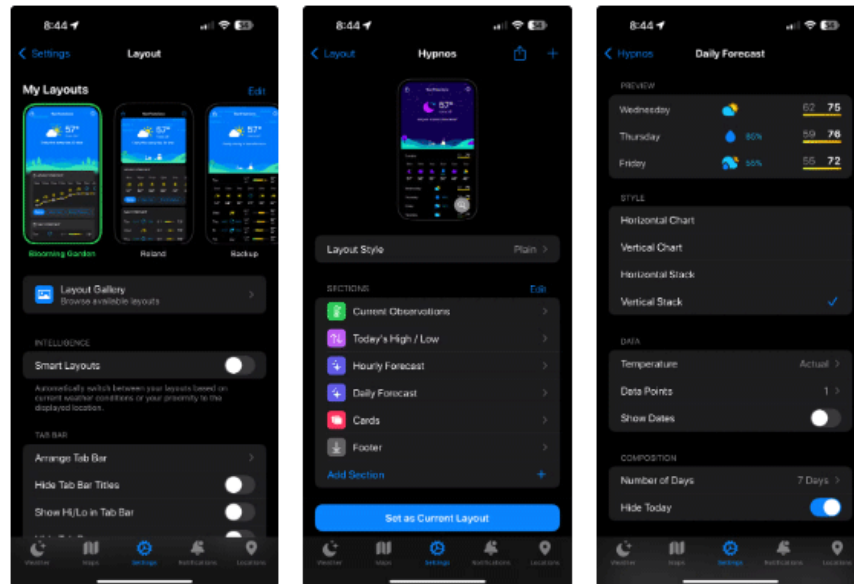 8:44
Settings
Layout
My Layouts
Edit
57°
57°
Blooming Garden
Roland
Backup
Layout Gallery
Browse available layouts
INTELLIGENCE
Smart Layouts
Automatically switch between your layouts based on
current weather conditions or your proximity to the
displayed location.
TAB BAR
Arrange Tab Bar
Hide Tab Bar Titles
Show Hi/Lo in Tab Bar
Weather
Maps
Settings
Notifications
Locations
8:44
Layout
Hypnos
57°
Layout Style
Plain
SECTIONS
Edit
Current Observations
Today's High / Low
Hourly Forecast
Daily Forecast
Cards
Footer
Add Section
Set as Current Layout
Weather
Maps
Settings
Notifications
Locations
8:44
Hypnos
Daily Forecast
PREVIEW
Wednesday 62 75
Thursday 59 76
Friday 55% 55 72
STYLE
Horizontal Chart
Vertical Chart
Horizontal Stack
Vertical Stack
DATA
Temperature Actual
Data Points 1
Show Dates
COMPOSITION
Number of Days 7 Days
Hide Today
Weather
Maps
Settings
Notifications
Locations